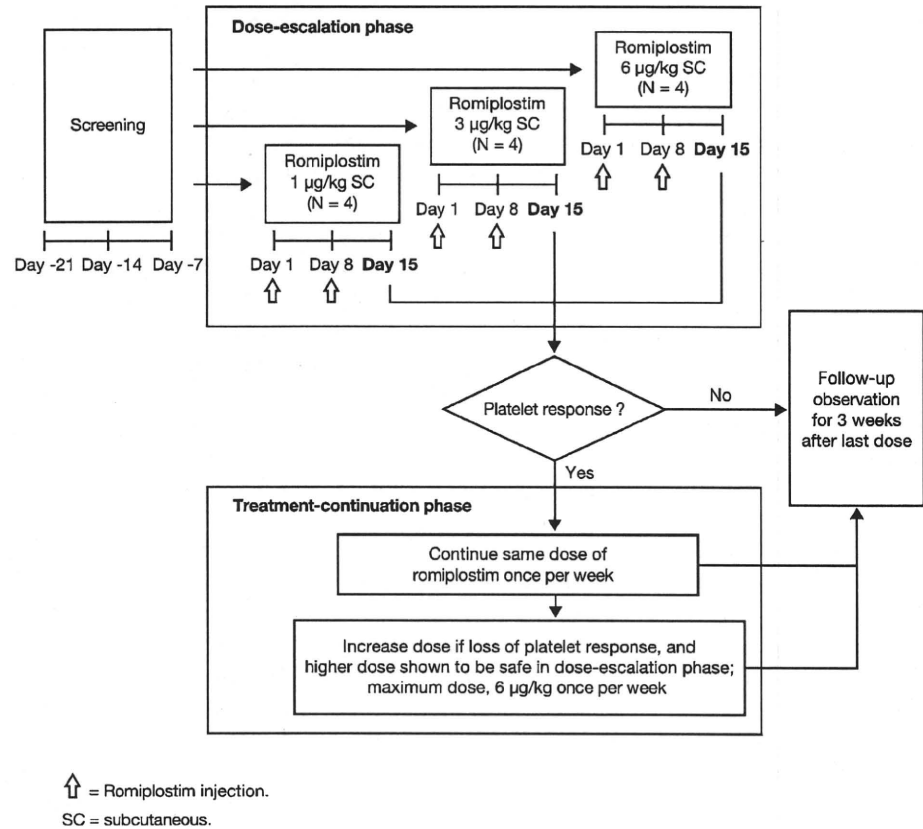 Dose-escalation phase
Screening
Day -21 Day -14 Day -7
Romiplostim
1 µg/kg SC
(N = 4)
Day 1 Day 8 Day 15
Romiplostim
3 µg/kg SC
(N = 4)
Day 1 Day 8 Day 15
Romiplostim
6 µg/kg SC
(N = 4)
Day 1 Day 8 Day 15
Platelet response ?
No
Yes
Follow-up
observation
for 3 weeks
after last dose
Treatment-continuation phase
Continue same dose of
romiplostim once per week
Increase dose if loss of platelet response, and
higher dose shown to be safe in dose-escalation phase;
maximum dose, 6 µg/kg once per week
= Romiplostim injection.
SC = subcutaneous.